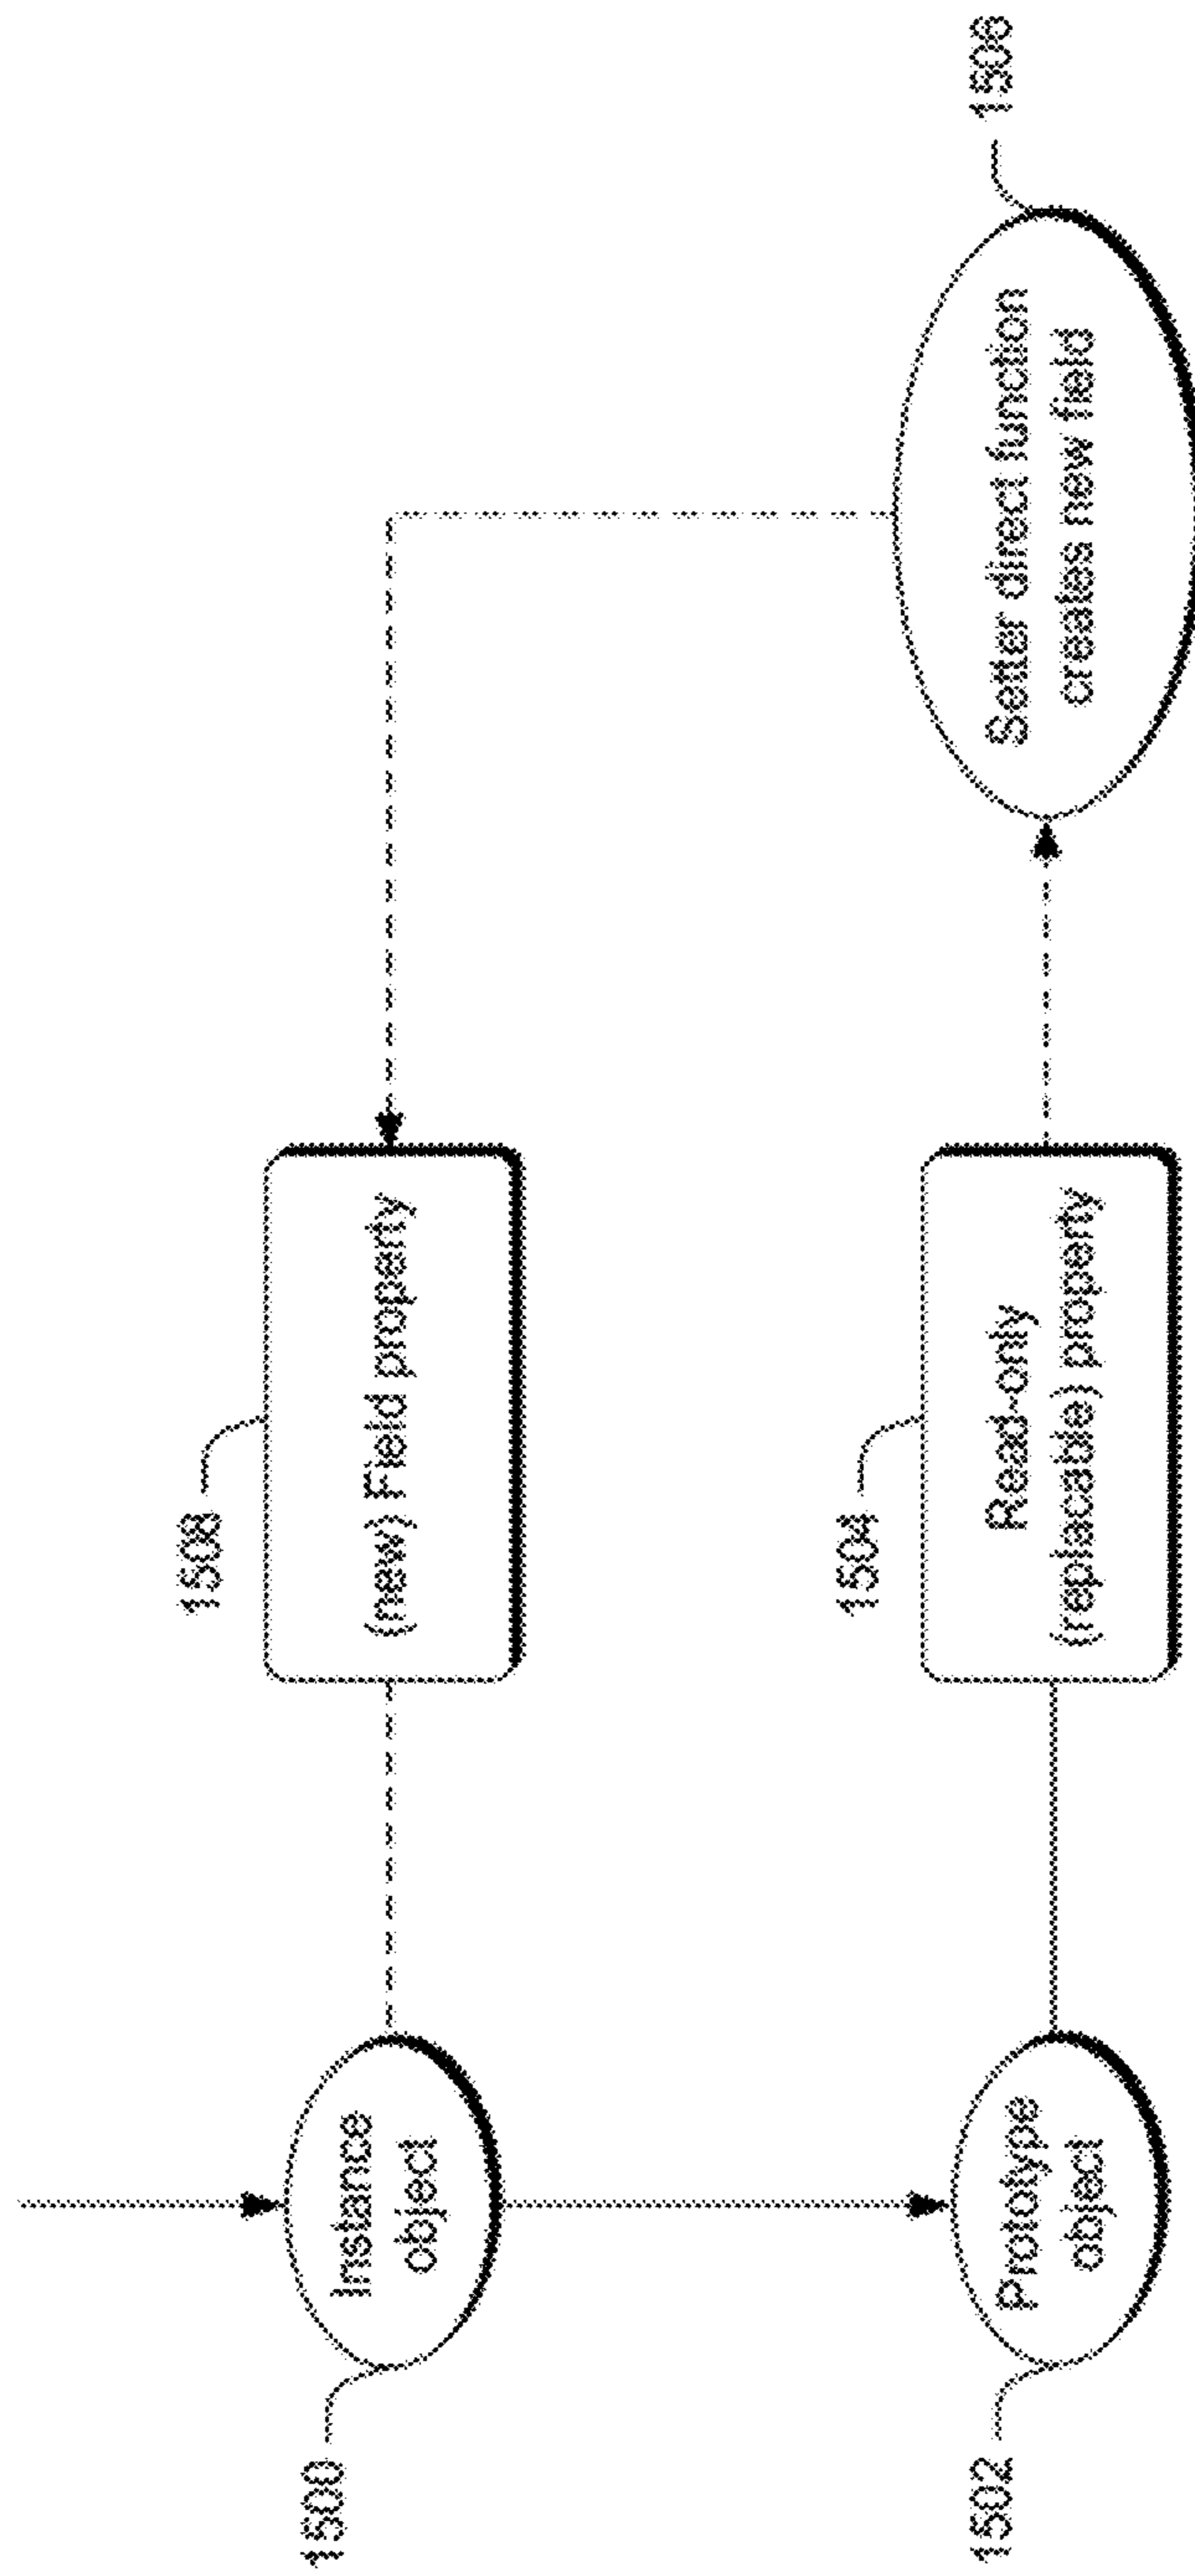 1508
1500
Instance
object
(new) Field property
1504
1502
1506
Prototype
object
Read-only
(replacable) property
Setter direct function
creates new field